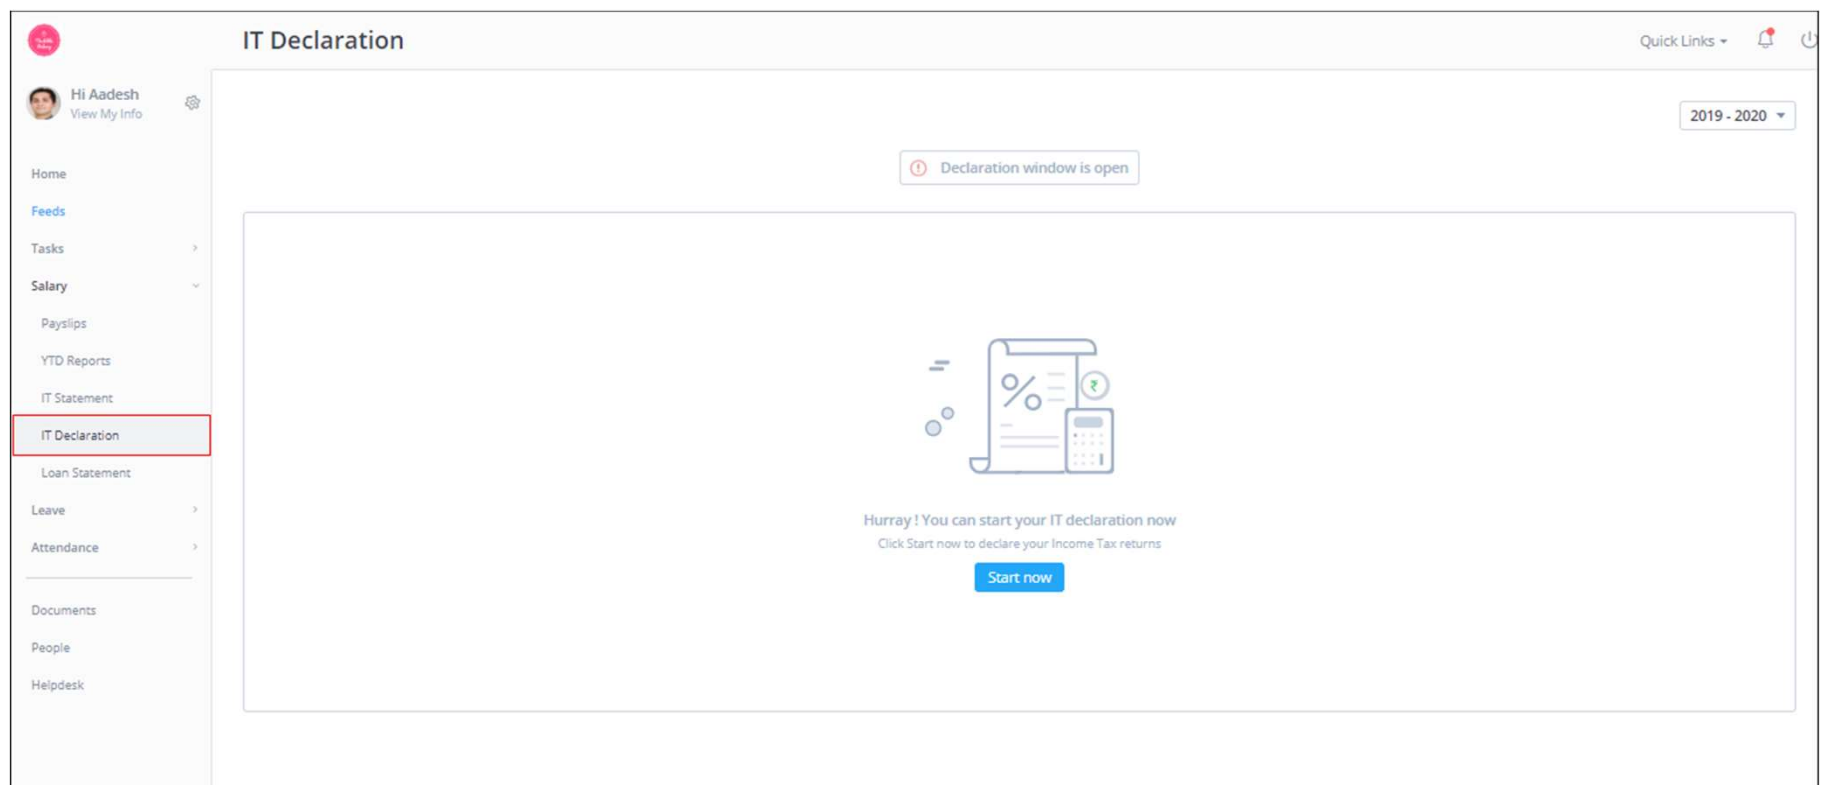 IT Declaration
Quick Links
Hi Aadesh
View My Info
2019 - 2020
Declaration window is open
Home
Feeds
Tasks
Salary
Payslips
YTD Reports
IT Statement
IT Declaration
Loan Statement
Leave
Attendance
Documents
People
Helpdesk
%
₹
Hurray ! You can start your IT declaration now
Click Start now to declare your Income Tax returns
Start now